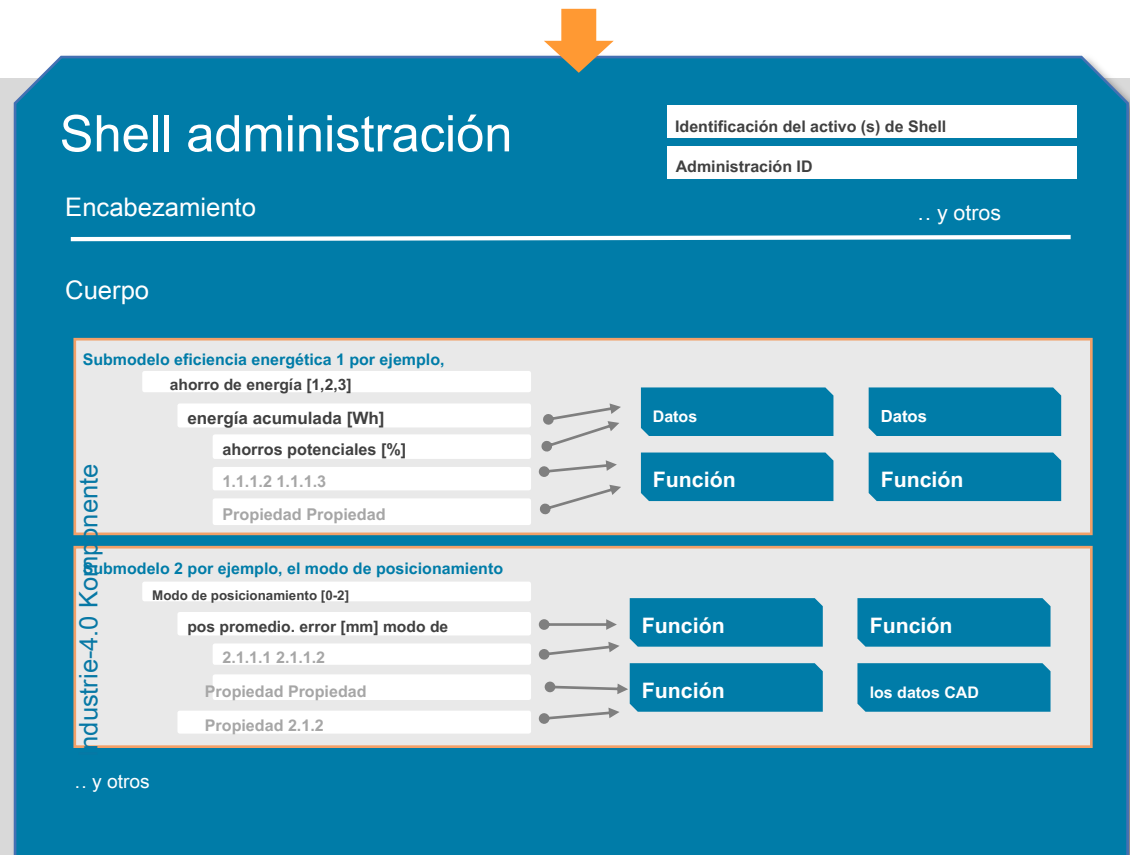 Shell administración
Identificación del activo (s) de Shell
Administración ID
Encabezamiento
.. y otros
Cuerpo
Submodelo eficiencia energética 1 por ejemplo,
ahorro de energía [1,2,3]
energía acumulada [Wh]
ahorros potenciales [%]
1.1.1.2 1.1.1.3
Propiedad Propiedad
Datos
Datos
Función
Función
Submodelo 2 por ejemplo, el modo de posicionamiento
Modo de posicionamiento [0-2]
pos promedio. error [mm] modo de
2.1.1.1 2.1.1.2
Propiedad Propiedad
Propiedad 2.1.2
Función
Función
Función
los datos CAD
ndustrie-4.0 Komponente
.. y otros